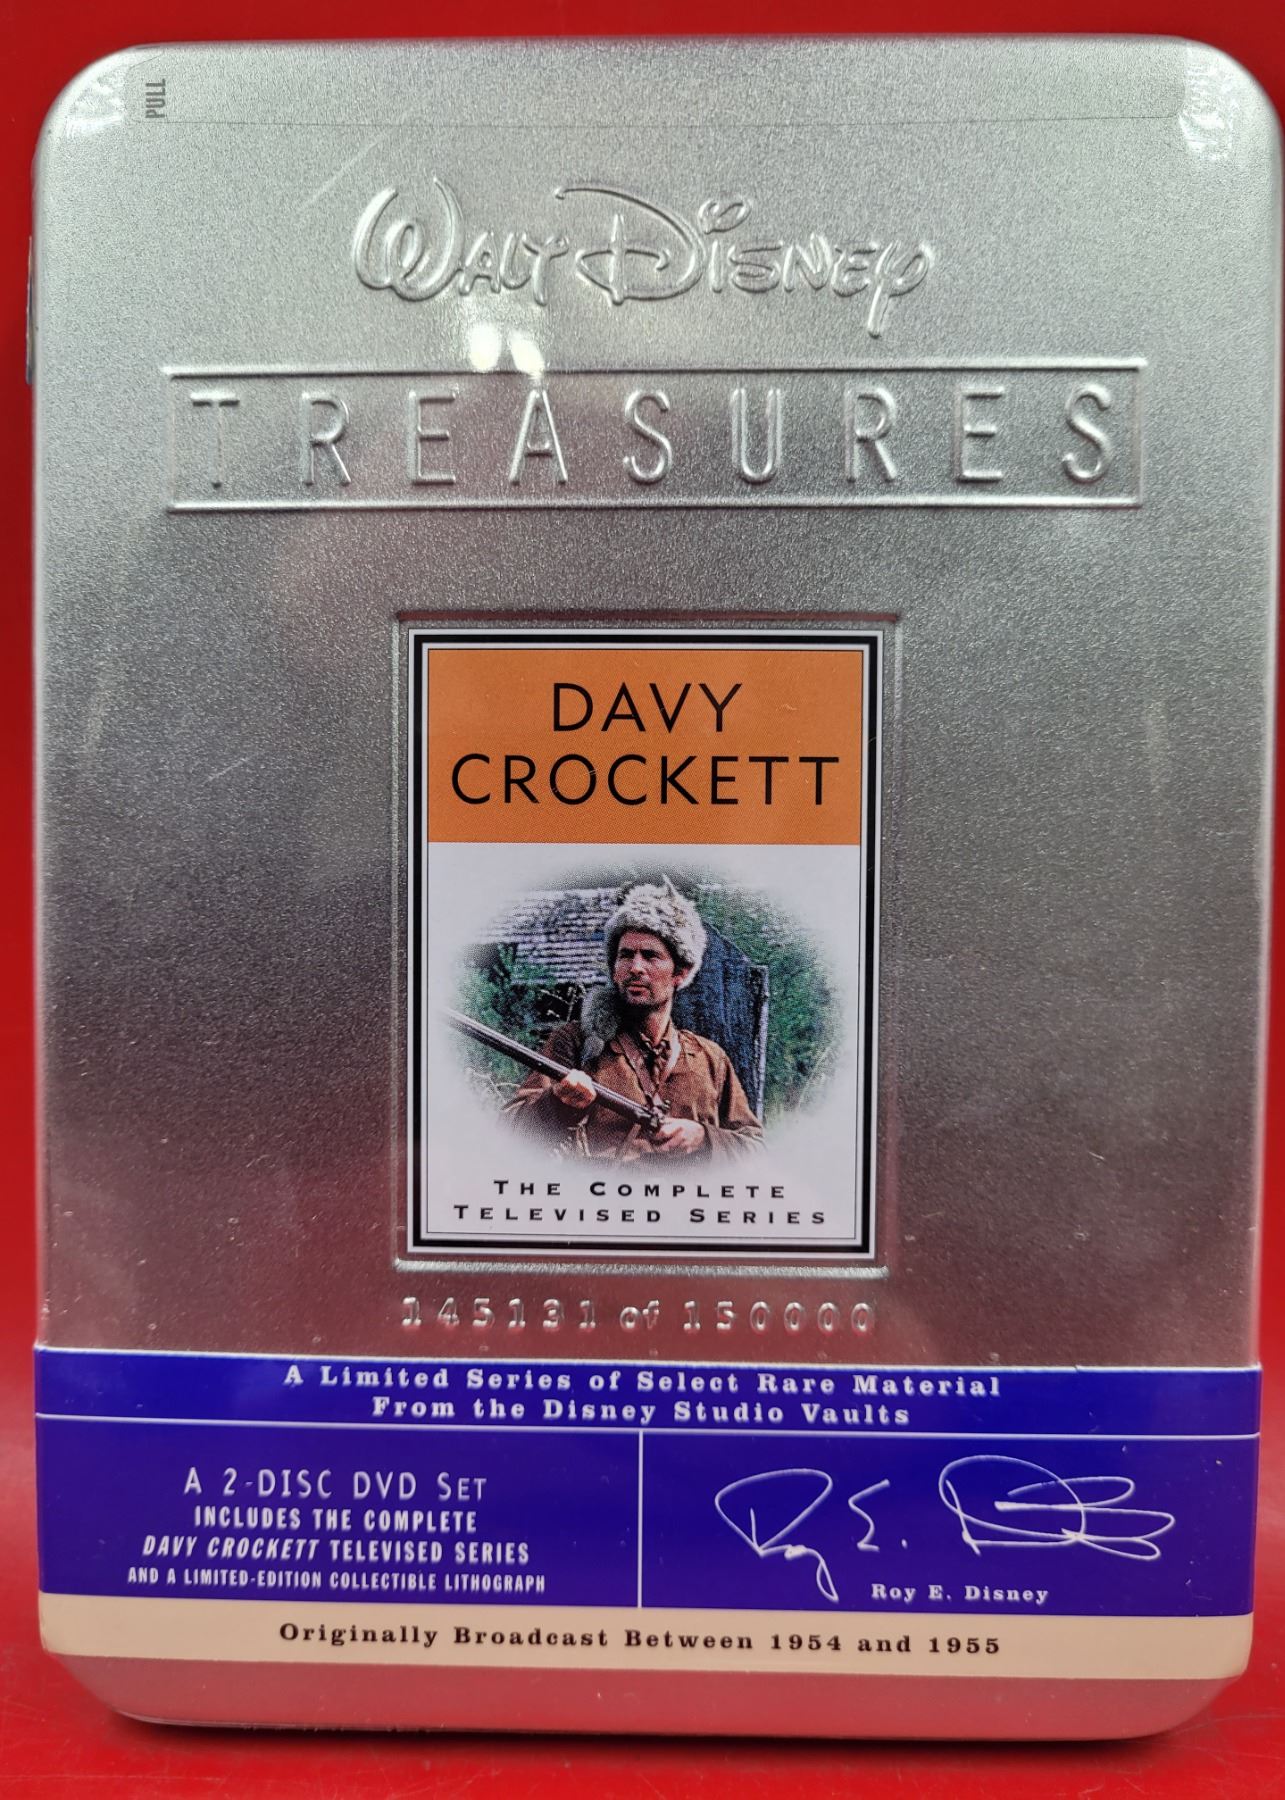 PULL
WALT DISNEY
TREASURES
DAVY
CROCKETT
THE COMPLETE
TELEVISED SERIES
145131 of 150000
A Limited Series of Select Rare Material
From the Disney Studio Vaults
A 2-DISC DVD SET
INCLUDES THE COMPLETE
DAVY CROCKETT TELEVISED SERIES
AND A LIMITED-EDITION COLLECTIBLE LITHOGRAPH
Roy E. Disney
Roy E. Disney
Originally Broadcast Between 1954 and 1955